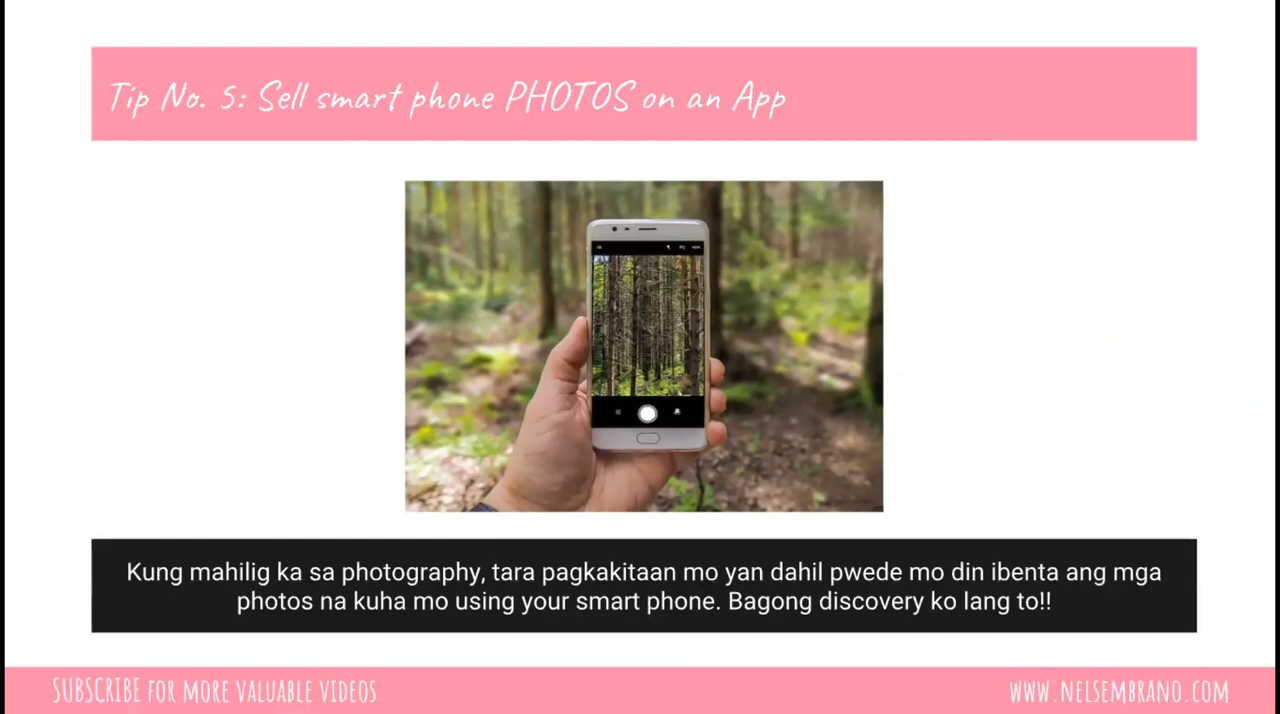 Tip No. 5: Sell smart phone PHOTOS on an App
Kung mahilig ka sa photography, tara pagkakitaan mo yan dahil pwede mo din ibenta ang mga
photos na kuha mo using your smart phone. Bagong discovery ko lang to!!
SUBSCRIBE FOR MORE VALUABLE VIDEOS
WWW.NELSEMBRANO.COM